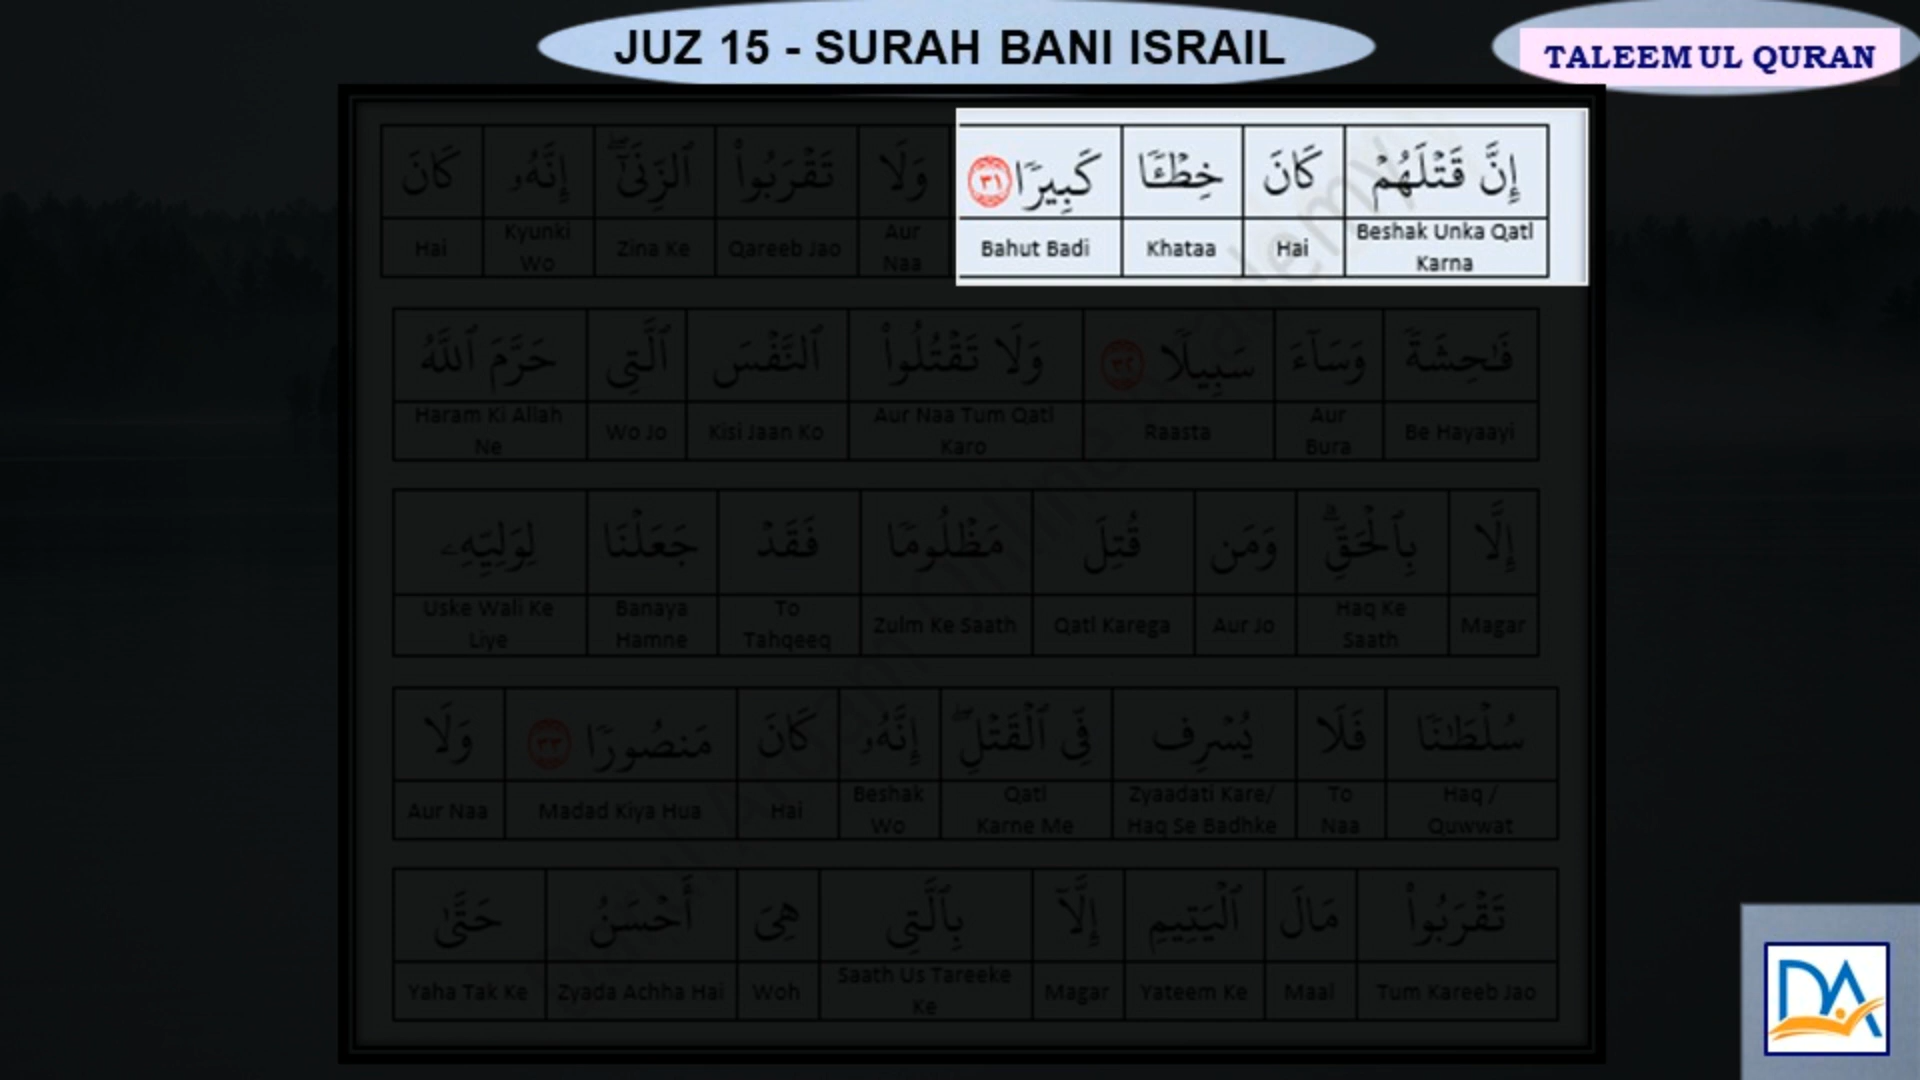 JUZ 15 - SURAH BANI ISRAIL
TALEEM UL QURAN
إِنَّ قَتْلَهُمْ كَانَ خِطْـًٔا كَبِيرًا ٣١ وَلَا تَقْرَبُوا۟ ٱلزِّنَىٰٓ ۖ إِنَّهُۥ كَانَ
Beshak Unka Qatl Karna Hai Khataa Bahut Badi Aur Naa Qareeb Jao Zina Ke Kyunki Wo Hai
فَـٰحِشَةً وَسَآءَ سَبِيلًا ٣٢ وَلَا تَقْتُلُوا۟ ٱلنَّفْسَ ٱلَّتِى حَرَّمَ ٱللَّهُ
Be Hayaayi Aur Bura Raasta Aur Naa Tum Qatl Karo Kisi Jaan Ko Wo Jo Haram Ki Allah Ne
إِلَّا بِٱلْحَقِّ ۗ وَمَن قُتِلَ مَظْلُومًا فَقَدْ جَعَلْنَا لِوَلِيِّهِۦ
Magar Haq Ke Saath Aur Jo Qatl Karega Zulm Ke Saath To Tahqeeq Banaya Hamne Uske Wali Ke Liye
سُلْطَـٰنًا فَلَا يُسْرِف فِّى ٱلْقَتْلِ ۖ إِنَّهُۥ كَانَ مَنصُورًا ٣٣ وَلَا
Haq / Quwwat To Naa Zyaadati Kare/ Haq Se Badhke Qatl Karne Me Beshak Wo Hai Madad Kiya Hua Aur Naa
تَقْرَبُوا۟ مَالَ ٱلْيَتِيمِ إِلَّا بِٱلَّتِى هِىَ أَحْسَنُ حَتَّىٰ
Tum Kareeb Jao Maal Yateem Ke Magar Saath Us Tareeke Ke Woh Zyada Achha Hai Yaha Tak Ke
DA